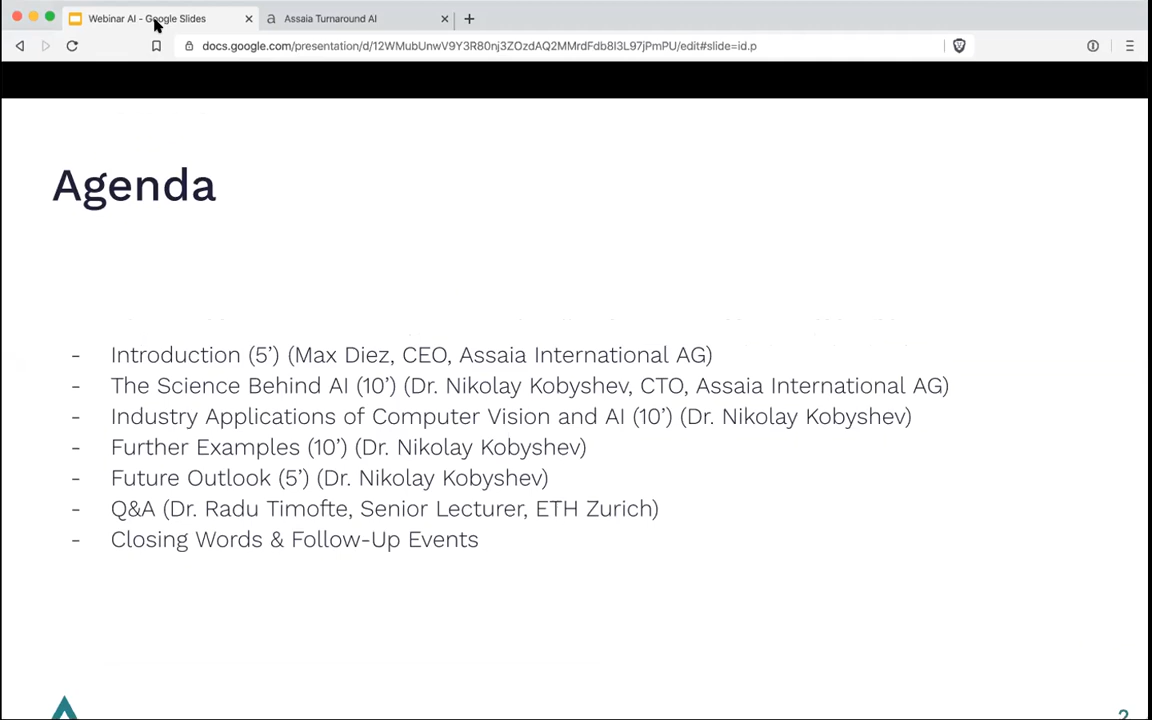 Webinar AI - Google Slides
Assaia Turnaround AI
docs.google.com/presentation/d/12WMubUnwV9Y3R80nj3ZOzdAQ2MMrdFdb8I3L97jPmPU/edit#slide=id.p
Agenda
- Introduction (5’) (Max Diez, CEO, Assaia International AG)
- The Science Behind AI (10’) (Dr. Nikolay Kobyshev, CTO, Assaia International AG)
- Industry Applications of Computer Vision and AI (10’) (Dr. Nikolay Kobyshev)
- Further Examples (10’) (Dr. Nikolay Kobyshev)
- Future Outlook (5’) (Dr. Nikolay Kobyshev)
- Q&A (Dr. Radu Timofte, Senior Lecturer, ETH Zurich)
- Closing Words & Follow-Up Events
2